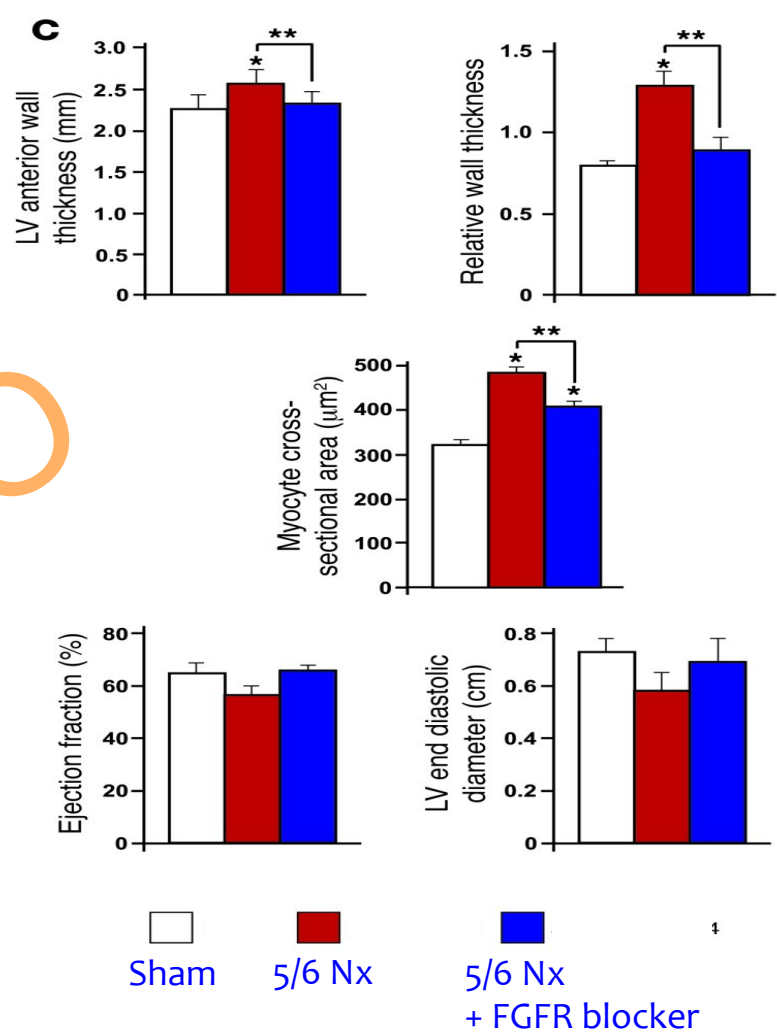 C
LV anterior wall
thickness (mm)
3.0
2.5
2.0
1.5
1.0
0.5
0
*
**
Relative wall thickness
1.5
1.0
0.5
0
*
**
Myocyte cross-
sectional area (μm²)
500
400
300
200
100
0
*
**
*
Ejection fraction (%)
80
60
40
20
0
LV end diastolic
diameter (cm)
0.8
0.6
0.4
0.2
0
Sham
5/6 Nx
5/6 Nx
+ FGFR blocker